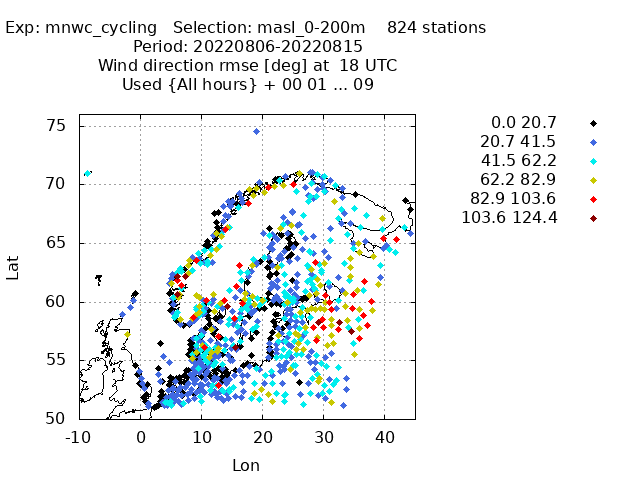 Exp: mnwc_cycling   Selection: masl_0-200m    824 stations
Period: 20220806-20220815
Wind direction rmse [deg] at  18 UTC
Used {All hours} + 00 01 ... 09
0.0 20.7
20.7 41.5
41.5 62.2
62.2 82.9
82.9 103.6
103.6 124.4
75
70
65
60
55
50
Lat
-10 0 10 20 30 40
Lon